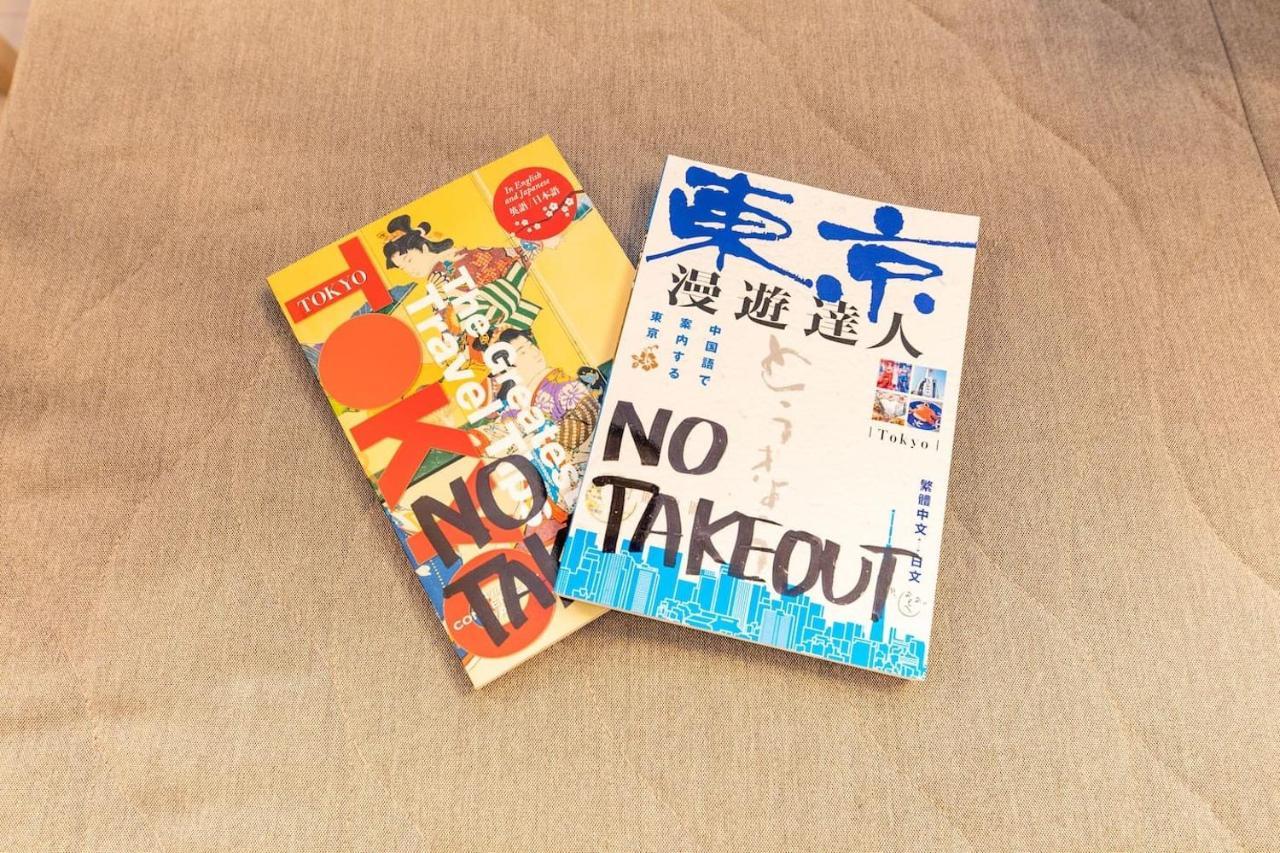 In English
and Japanese
英語/日本語
TOKYO
The Greates
Travel Tips
NO
TAK
東京
漫遊達人
中国語で
案内する
東京
NO
TAKEOUT
|Tokyo|
繁體中文・日文